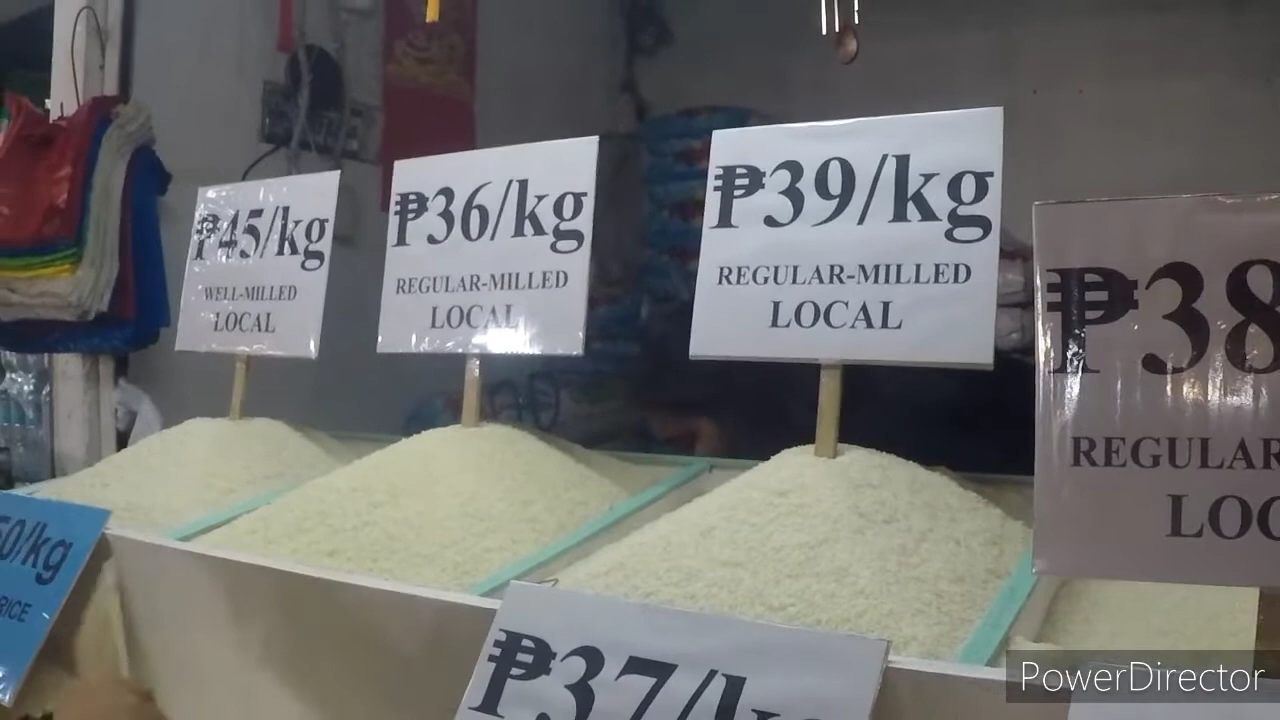 ₱45/kg
WELL-MILLED
LOCAL
₱36/kg
REGULAR-MILLED
LOCAL
₱39/kg
REGULAR-MILLED
LOCAL
₱38
REGULAR
LOC
50/kg
RICE
₱37/kg
PowerDirector